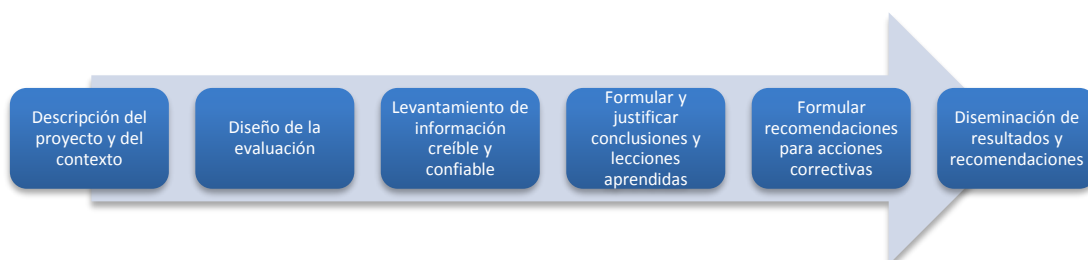 Descripción del
proyecto y del
contexto
Diseño de la
evaluación
Levantamiento de
información
creíble y
confiable
Formular y
justificar
conclusiones y
lecciones
aprendidas
Formular
recomendaciones
para acciones
correctivas
Diseminación de
resultados y
recomendaciones